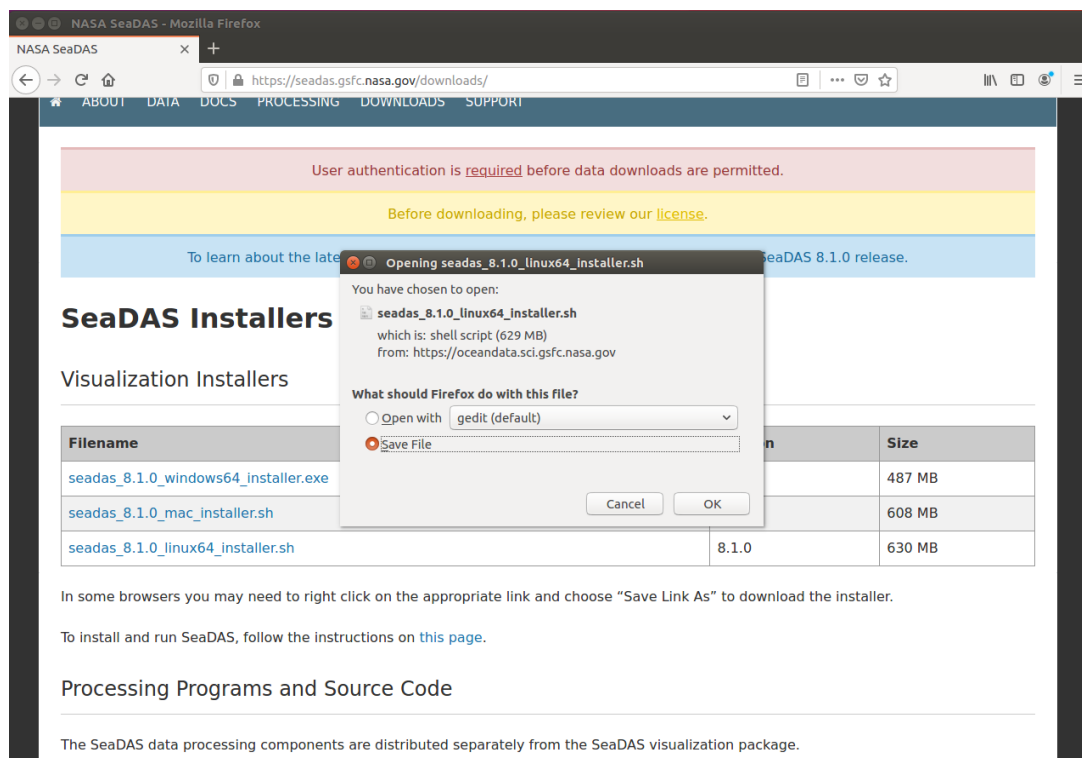 NASA SeaDAS - Mozilla Firefox
NASA SeaDAS
https://seadas.gsfc.nasa.gov/downloads/
ABOUT DATA DOCS PROCESSING DOWNLOADS SUPPORT
User authentication is required before data downloads are permitted.
Before downloading, please review our license.
To learn about the late SeaDAS 8.1.0 release.
Opening seadas_8.1.0_linux64_installer.sh
You have chosen to open:
seadas_8.1.0_linux64_installer.sh
which is: shell script (629 MB)
from: https://oceandata.sci.gsfc.nasa.gov
What should Firefox do with this file?
Open with gedit (default)
Save File
Cancel OK
SeaDAS Installers
Visualization Installers
Filename n Size
seadas_8.1.0_windows64_installer.exe 487 MB
seadas_8.1.0_mac_installer.sh 608 MB
seadas_8.1.0_linux64_installer.sh 8.1.0 630 MB
In some browsers you may need to right click on the appropriate link and choose “Save Link As” to download the installer.
To install and run SeaDAS, follow the instructions on this page.
Processing Programs and Source Code
The SeaDAS data processing components are distributed separately from the SeaDAS visualization package.